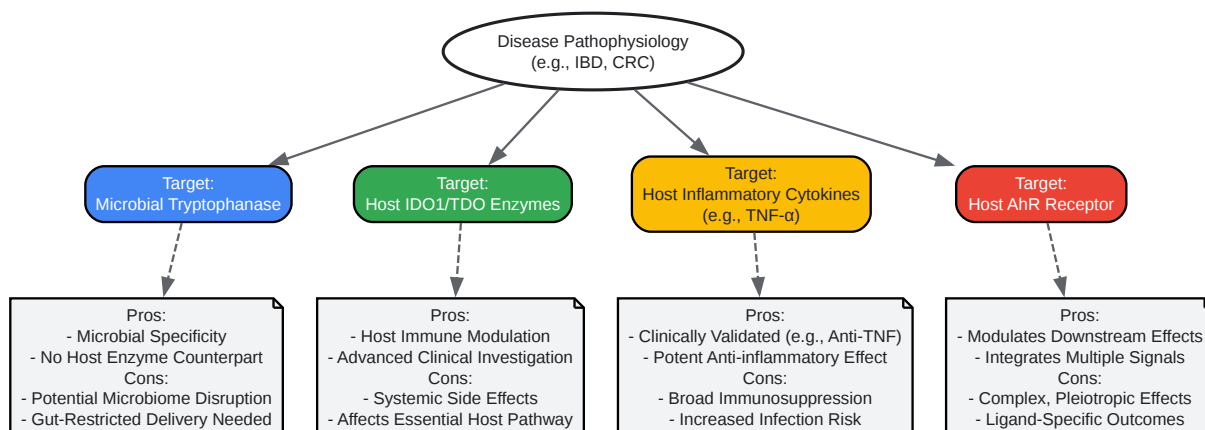 Disease Pathophysiology
(e.g., IBD, CRC)
Target:
Microbial Tryptophanase
Target:
Host IDO1/TDO Enzymes
Target:
Host Inflammatory Cytokines
(e.g., TNF-α)
Target:
Host AhR Receptor
Pros:
- Microbial Specificity
- No Host Enzyme Counterpart
Cons:
- Potential Microbiome Disruption
- Gut-Restricted Delivery Needed
Pros:
- Host Immune Modulation
- Advanced Clinical Investigation
Cons:
- Systemic Side Effects
- Affects Essential Host Pathway
Pros:
- Clinically Validated (e.g., Anti-TNF)
- Potent Anti-inflammatory Effect
Cons:
- Broad Immunosuppression
- Increased Infection Risk
Pros:
- Modulates Downstream Effects
- Integrates Multiple Signals
Cons:
- Complex, Pleiotropic Effects
- Ligand-Specific Outcomes